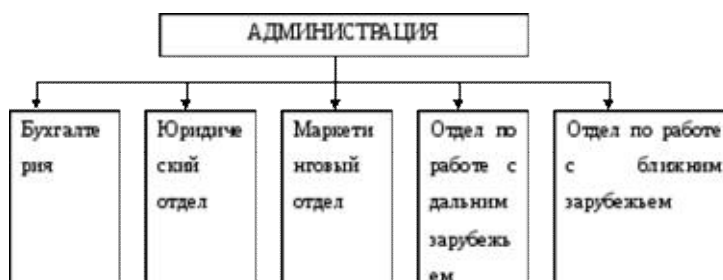 АДМИНИСТРАЦИЯ
Бухгалте
рия
Юридиче
ский
отдел
Маркети
нговый
отдел
Отдел по
работе с
дальним
зарубежь
ем
Отдел по работе
с ближним
зарубежьем